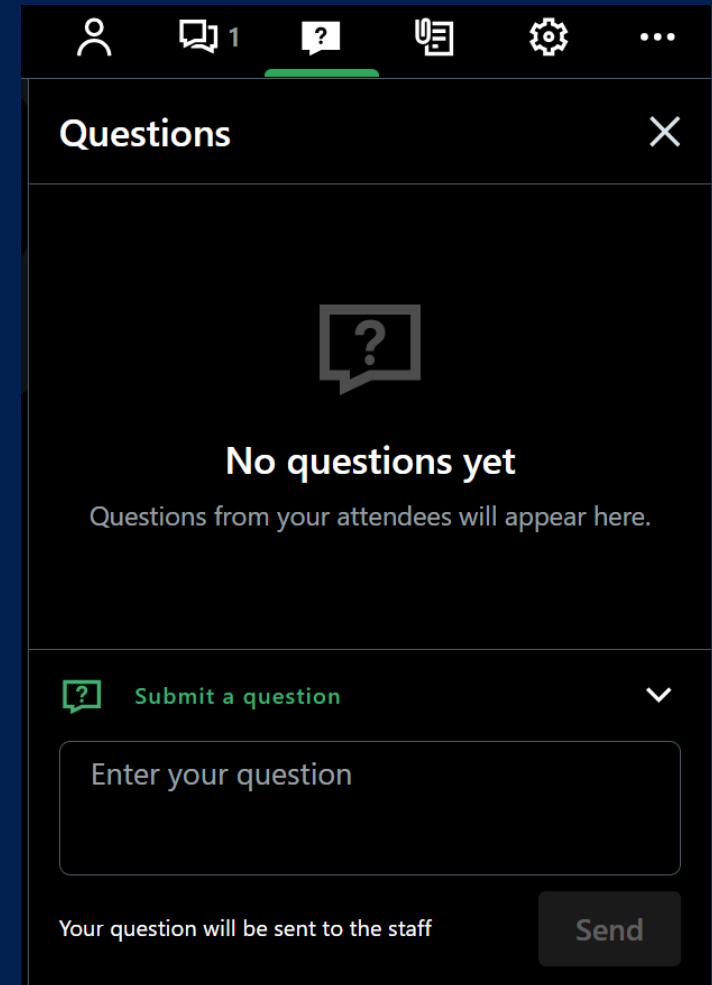 1
?
Questions
?
No questions yet
Questions from your attendees will appear here.
?
Submit a question
Enter your question
Your question will be sent to the staff
Send